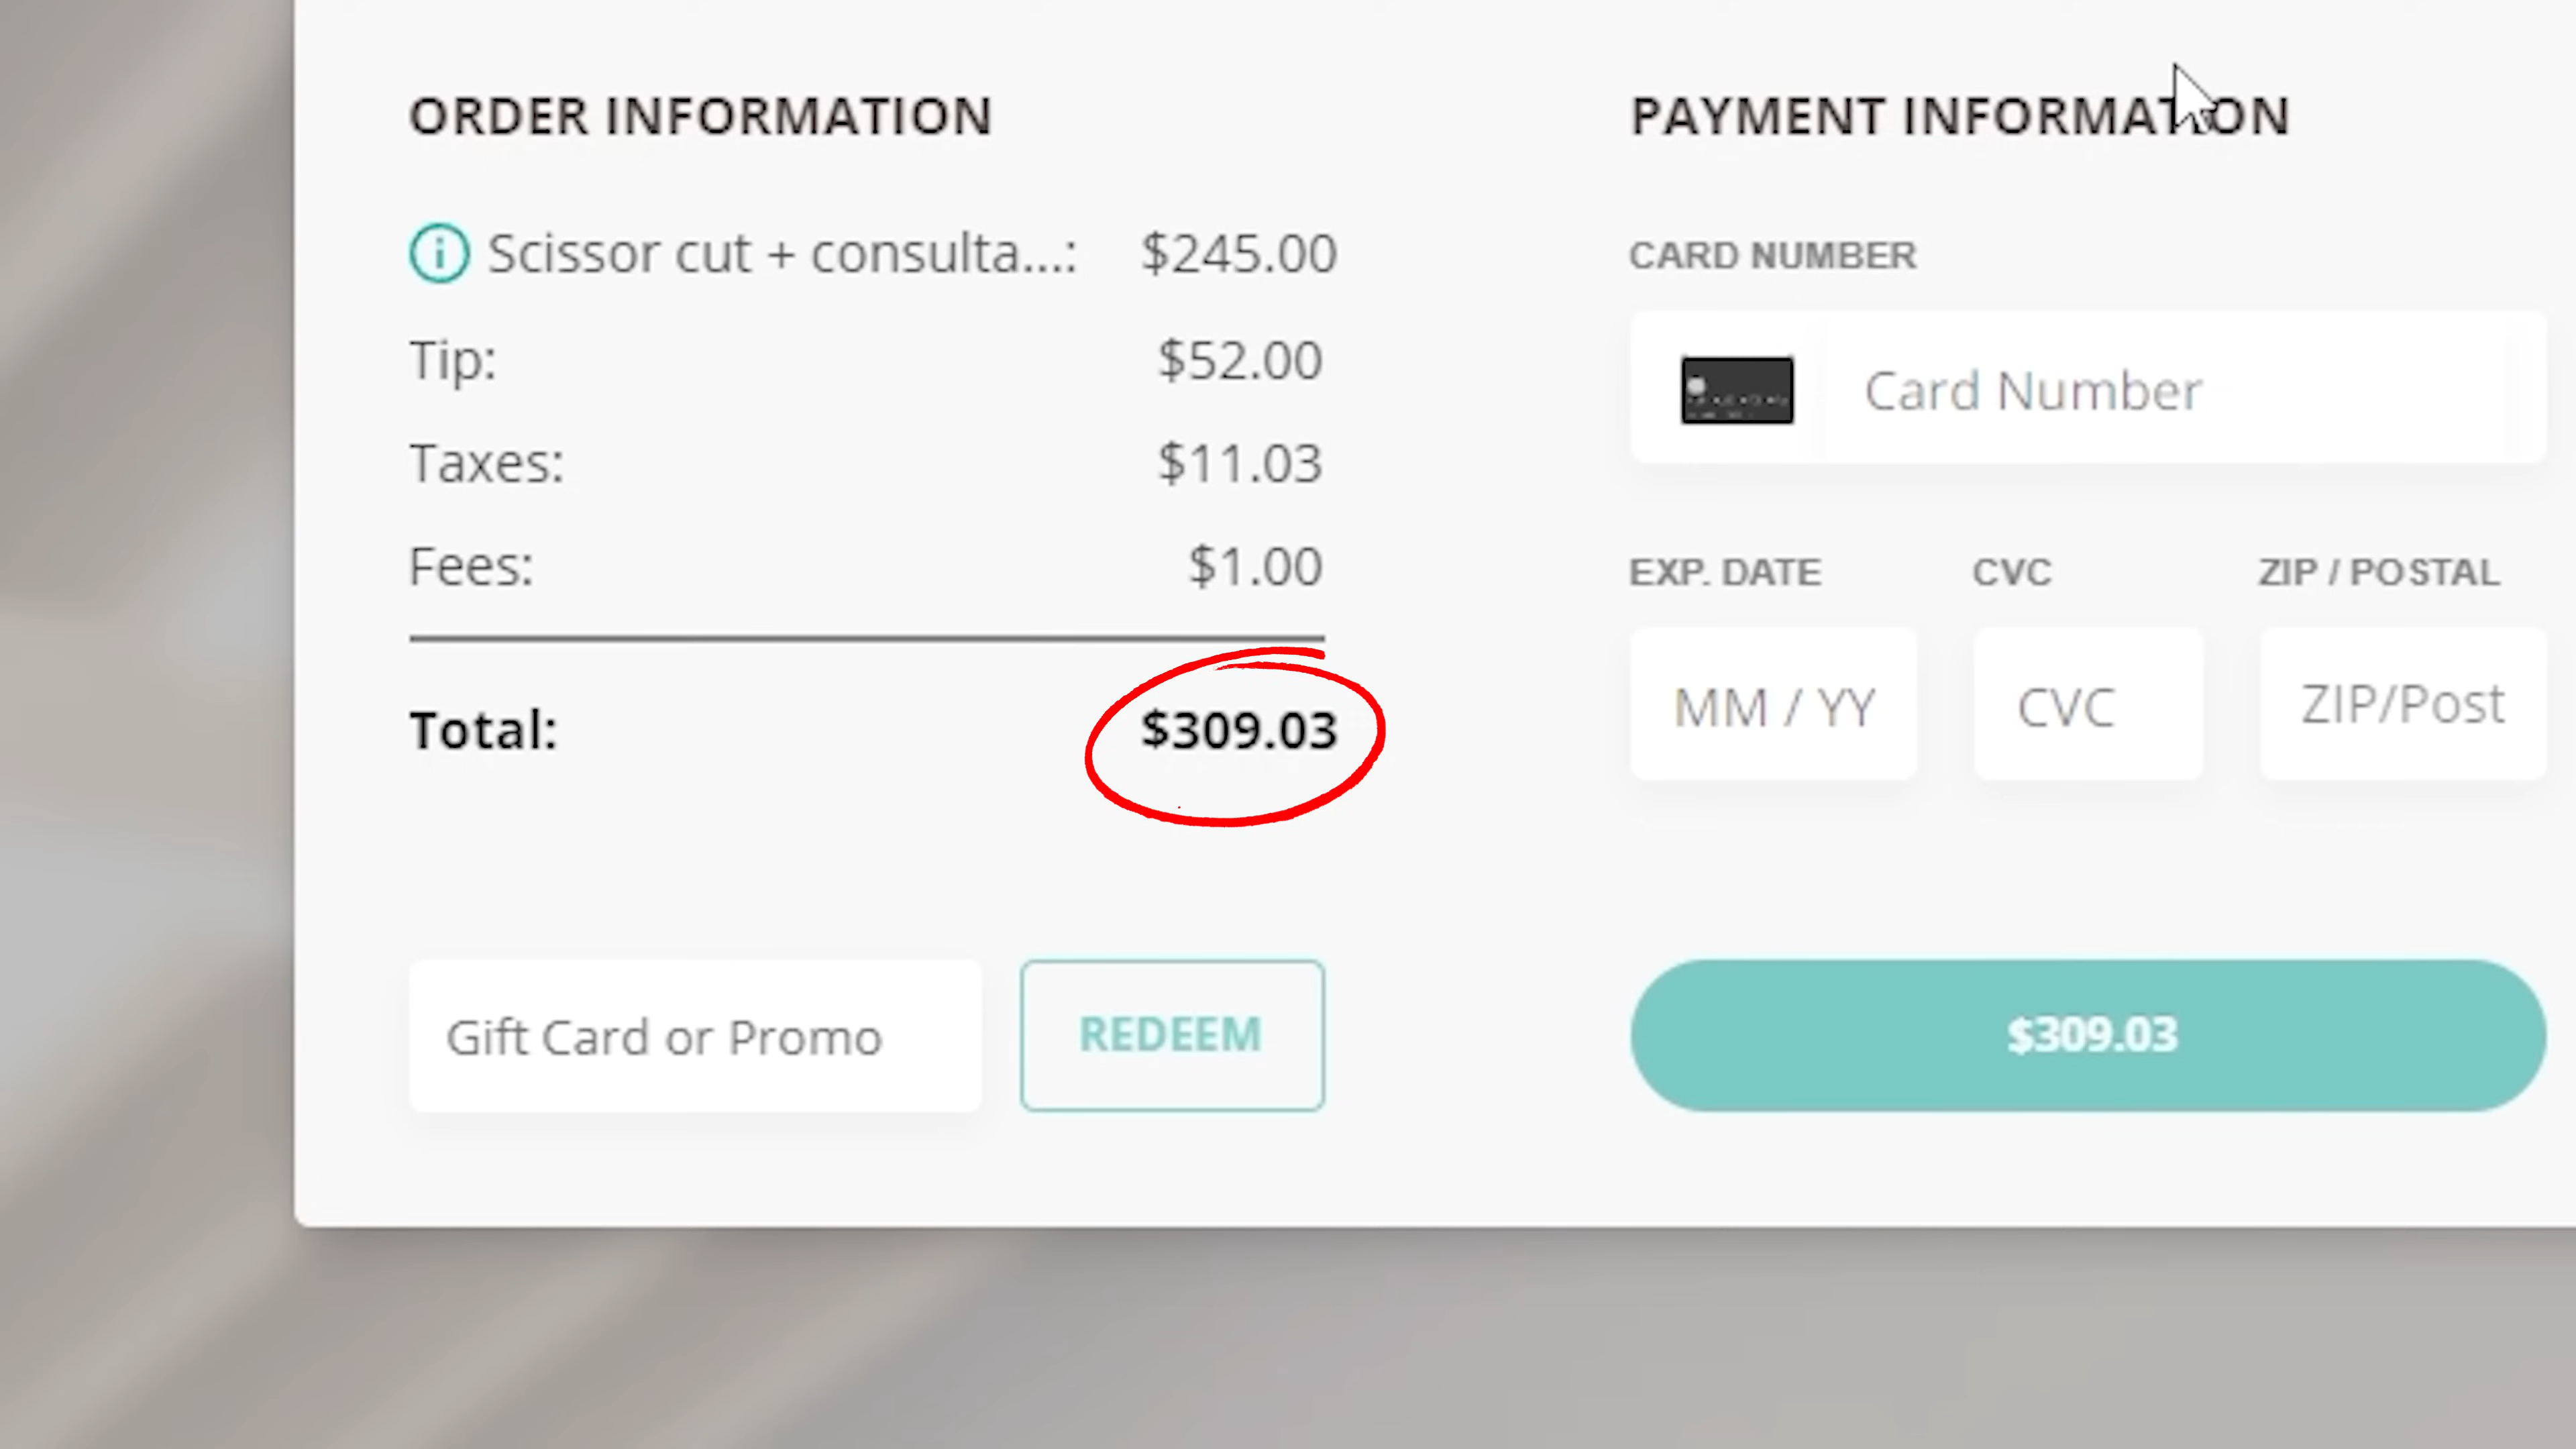 ORDER INFORMATION
Scissor cut + consulta...: $245.00
Tip: $52.00
Taxes: $11.03
Fees: $1.00
Total: $309.03
Gift Card or Promo
REDEEM
PAYMENT INFORMATION
CARD NUMBER
Card Number
EXP. DATE CVC ZIP / POSTAL
MM / YY CVC ZIP/Post
$309.03